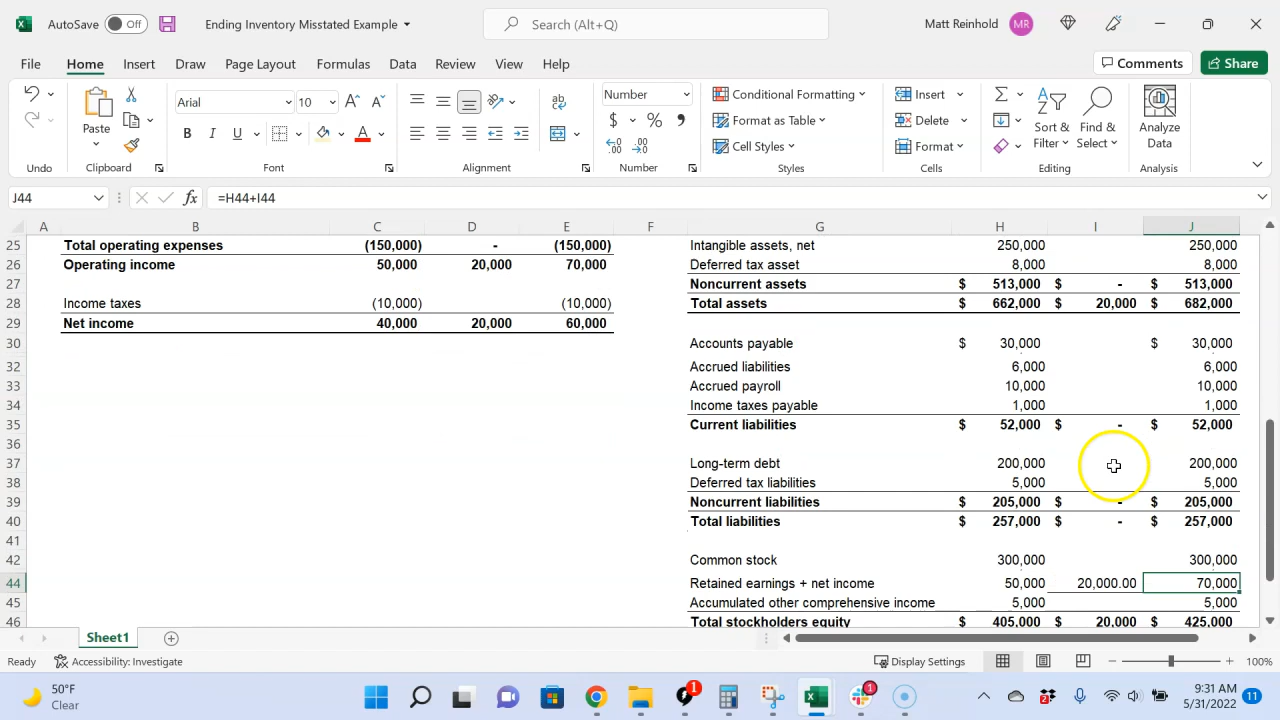 AutoSave Off Ending Inventory Misstated Example Search (Alt+Q) Matt Reinhold MR
File Home Insert Draw Page Layout Formulas Data Review View Help Comments Share
Arial 10 Number Conditional Formatting Insert
Paste Format as Table Delete Sort & Filter Find & Select Analyze Data
B I U A $ % , Cell Styles Format
Undo Clipboard Font Alignment Number Styles Cells Editing Analysis
J44 fx =H44+I44
A B C D E F G H I J
25 Total operating expenses (150,000) - (150,000) Intangible assets, net 250,000 250,000
26 Operating income 50,000 20,000 70,000 Deferred tax asset 8,000 8,000
27 Noncurrent assets $ 513,000 $ - $ 513,000
28 Income taxes (10,000) (10,000) Total assets $ 662,000 $ 20,000 $ 682,000
29 Net income 40,000 20,000 60,000
30 Accounts payable $ 30,000 $ 30,000
32 Accrued liabilities 6,000 6,000
33 Accrued payroll 10,000 10,000
34 Income taxes payable 1,000 1,000
35 Current liabilities $ 52,000 $ - $ 52,000
36
37 Long-term debt 200,000 200,000
38 Deferred tax liabilities 5,000 5,000
39 Noncurrent liabilities $ 205,000 $ - $ 205,000
40 Total liabilities $ 257,000 $ - $ 257,000
41
42 Common stock 300,000 300,000
44 Retained earnings + net income 50,000 20,000.00 70,000
45 Accumulated other comprehensive income 5,000 5,000
46 Total stockholders equity $ 405,000 $ 20,000 $ 425,000
Sheet1
Ready Accessibility: Investigate Display Settings 100%
50°F
Clear
1 2 1
9:31 AM
5/31/2022 11